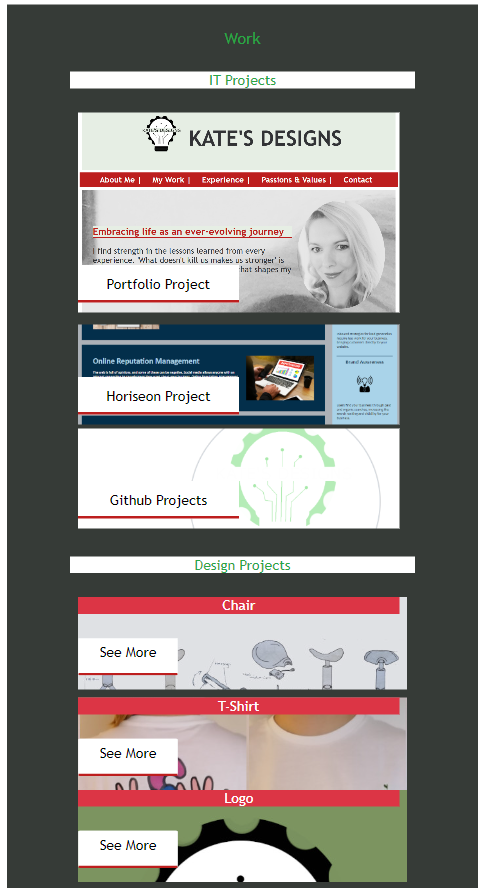 Work
IT Projects
KATE'S DESIGNS
KATE'S DESIGNS
About Me | My Work | Experience | Passions & Values | Contact
Embracing life as an ever-evolving journey
I find strength in the lessons learned from every
experience. 'What doesn't kill us makes us stronger' is
that shapes my
Portfolio Project
Online Reputation Management
Brand Awareness
Horiseon Project
Github Projects
Design Projects
Chair
See More
T-Shirt
See More
Logo
See More